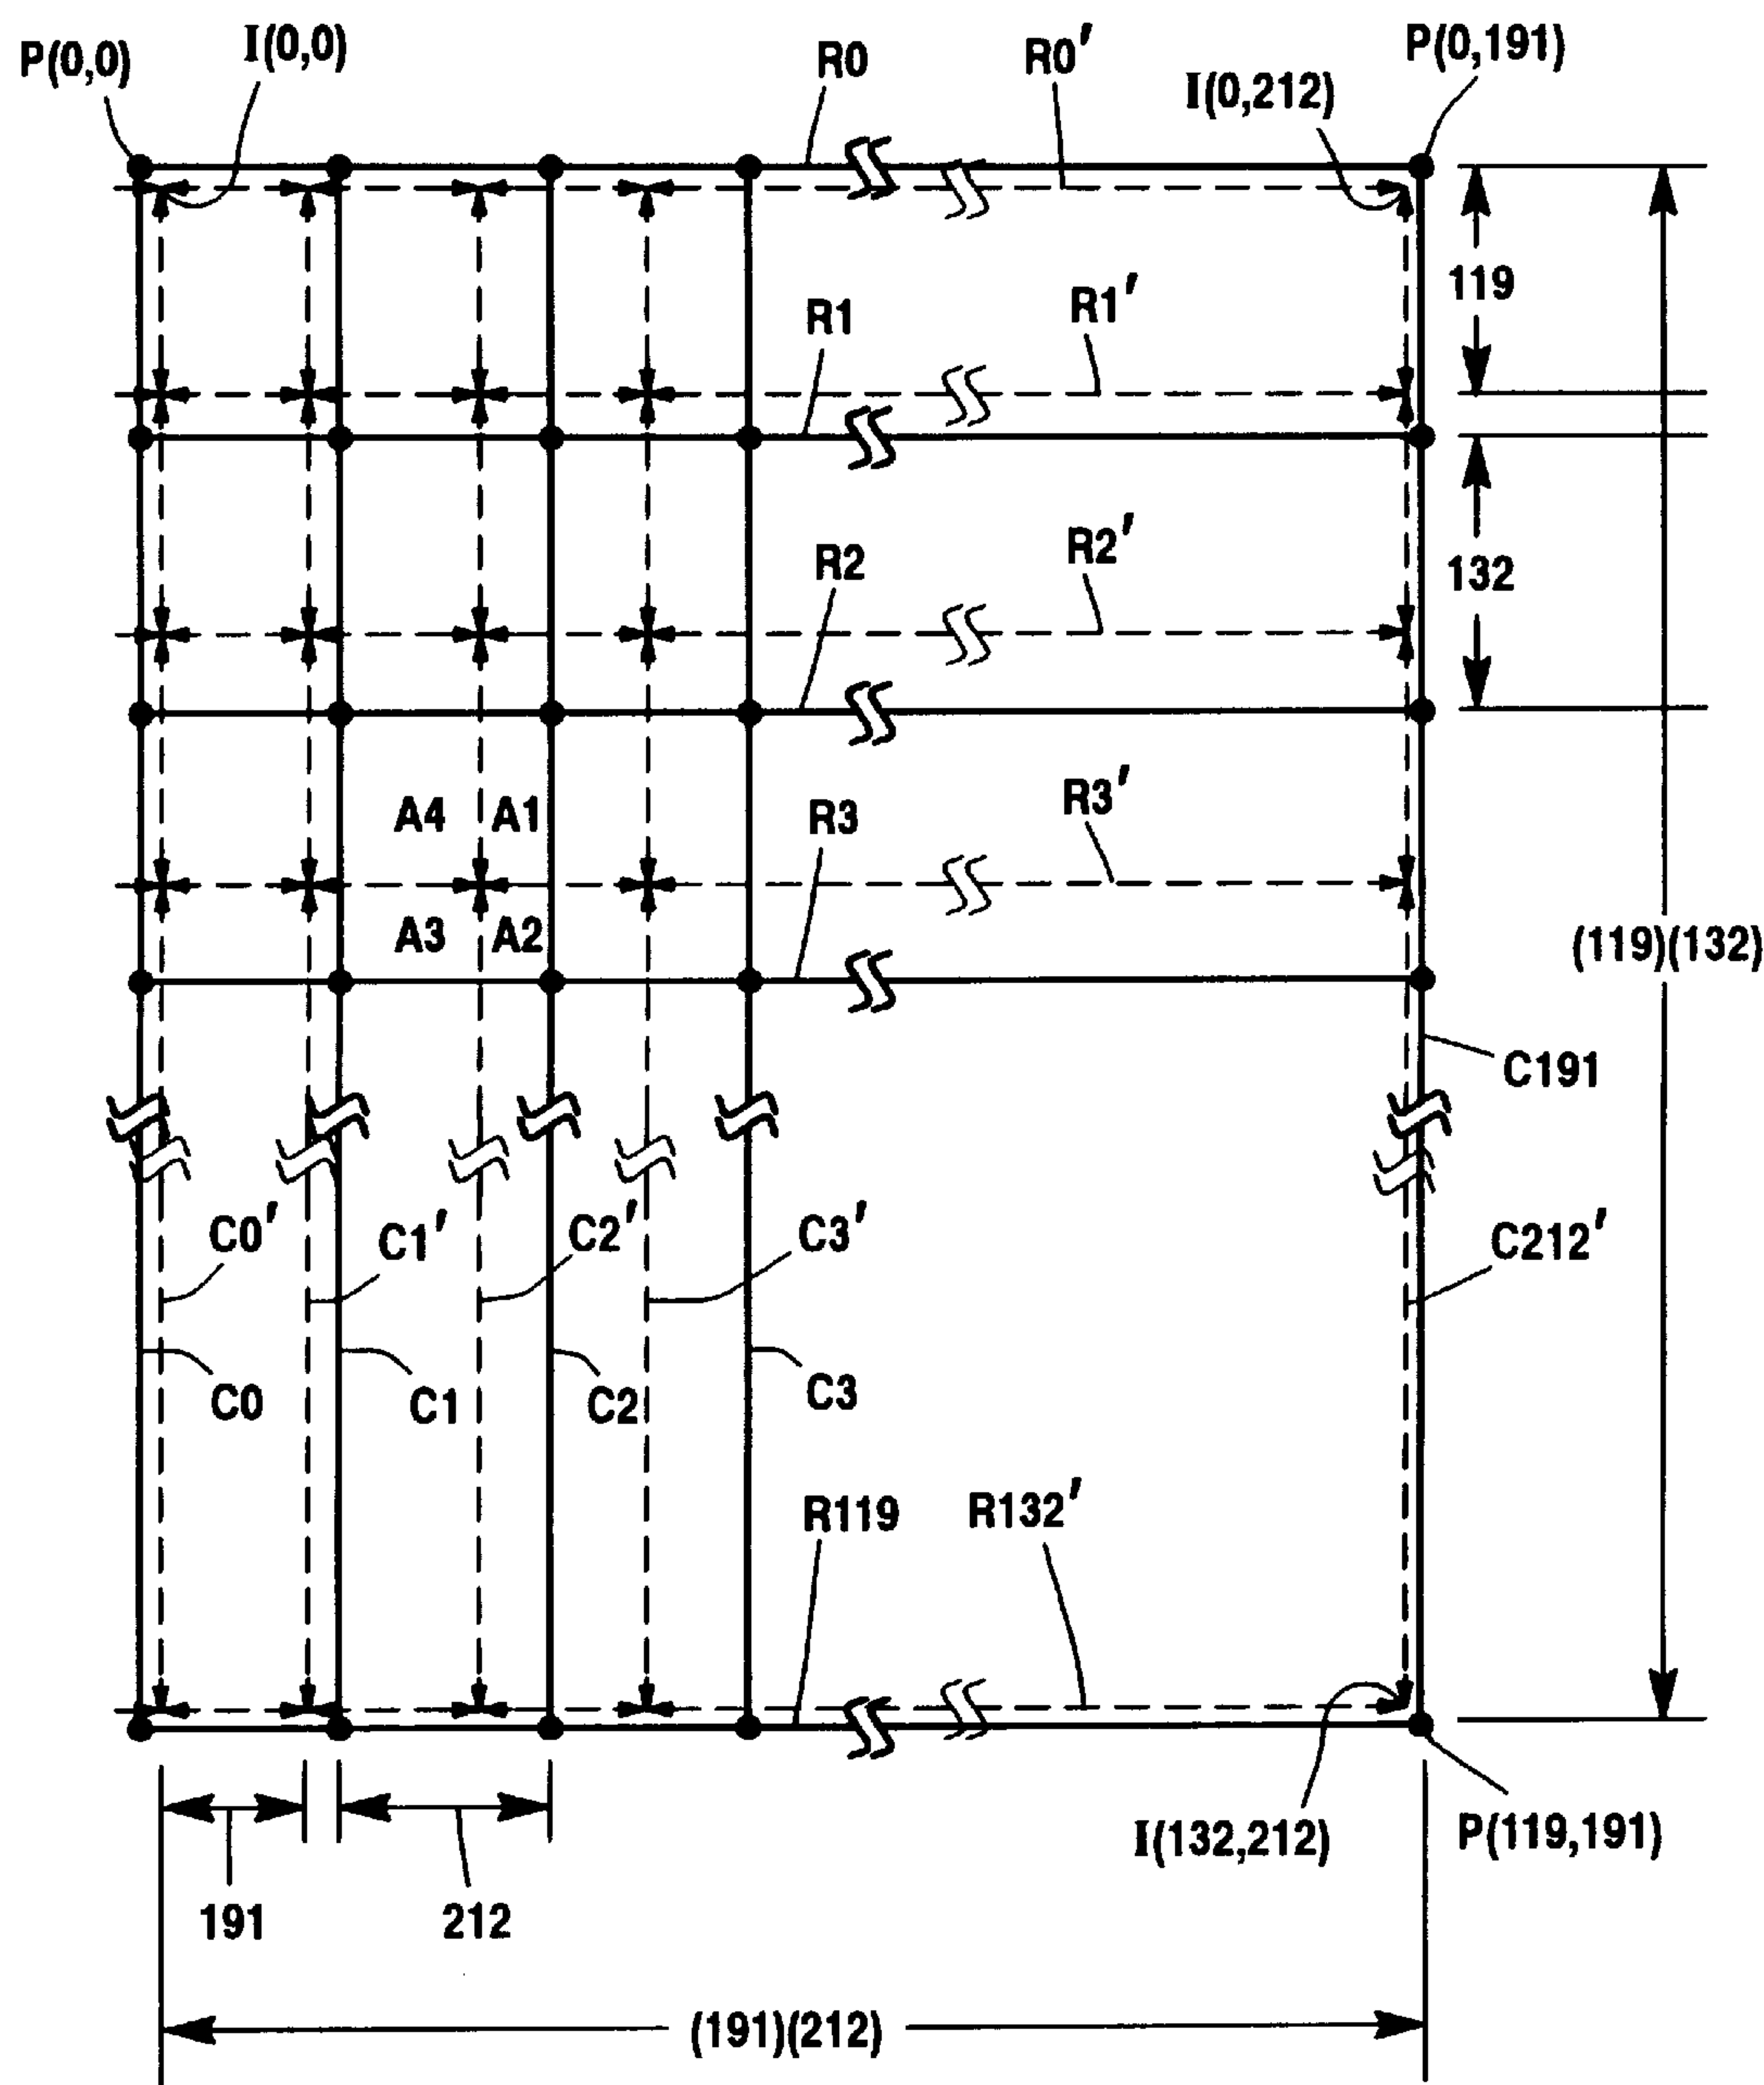 P(0,0)
I(0,0)
R0
R0′
I(0,212)
P(0,191)
119
R1
R1′
132
R2
R2′
A4
A1
R3
R3′
A3
A2
(119)(132)
C191
C0′
C1′
C2′
C3′
C212′
C0
C1
C2
C3
R119
R132′
I(132,212)
P(119,191)
191
212
(191)(212)